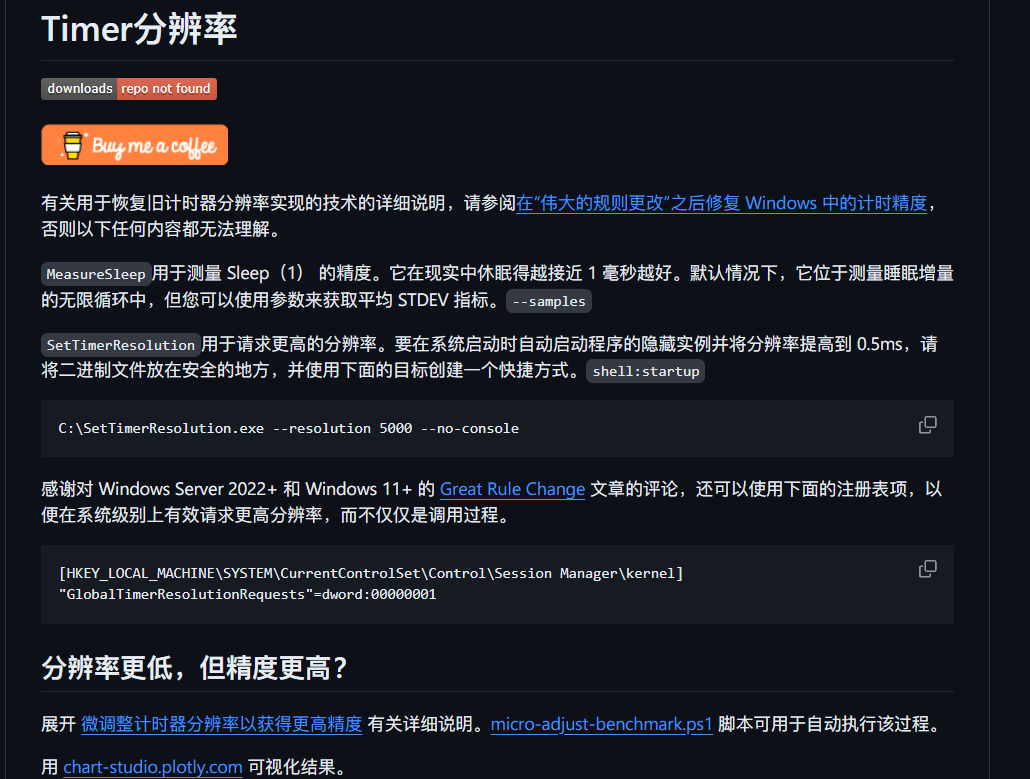 Timer分辨率
downloads repo not found
Buy me a coffee
有关用于恢复旧计时器分辨率实现的技术的详细说明，请参阅在“伟大的规则更改”之后修复 Windows 中的计时精度，
否则以下任何内容都无法理解。
MeasureSleep用于测量 Sleep（1） 的精度。它在现实中休眠得越接近 1 毫秒越好。默认情况下，它位于测量睡眠增量
的无限循环中，但您可以使用参数来获取平均 STDEV 指标。 --samples
SetTimerResolution用于请求更高的分辨率。要在系统启动时自动启动程序的隐藏实例并将分辨率提高到 0.5ms，请
将二进制文件放在安全的地方，并使用下面的目标创建一个快捷方式。 shell:startup
C:\SetTimerResolution.exe --resolution 5000 --no-console
感谢对 Windows Server 2022+ 和 Windows 11+ 的 Great Rule Change 文章的评论，还可以使用下面的注册表项，以
便在系统级别上有效请求更高分辨率，而不仅仅是调用过程。
[HKEY_LOCAL_MACHINE\SYSTEM\CurrentControlSet\Control\Session Manager\kernel]
"GlobalTimerResolutionRequests"=dword:00000001
分辨率更低，但精度更高？
展开 微调整计时器分辨率以获得更高精度 有关详细说明。micro-adjust-benchmark.ps1 脚本可用于自动执行该过程。
用 chart-studio.plotly.com 可视化结果。